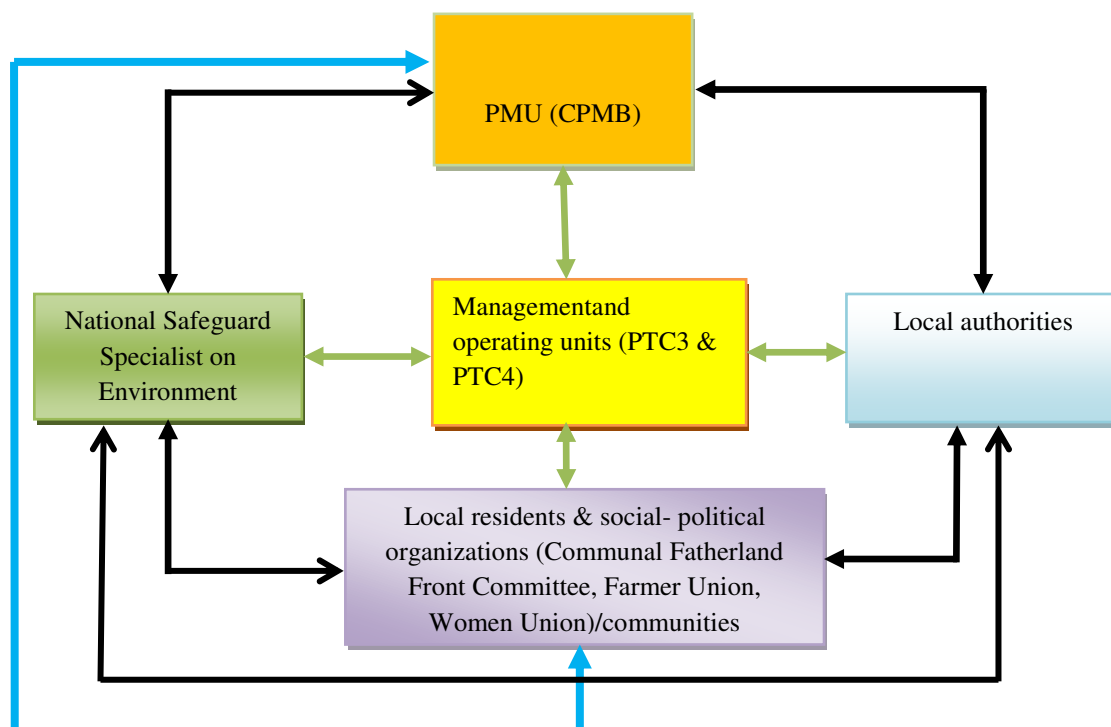 PMU (CPMB)
National Safeguard
Specialist on
Environment
Managementand
operating units (PTC3 &
PTC4)
Local authorities
Local residents & social- political
organizations (Communal Fatherland
Front Committee, Farmer Union,
Women Union)/communities